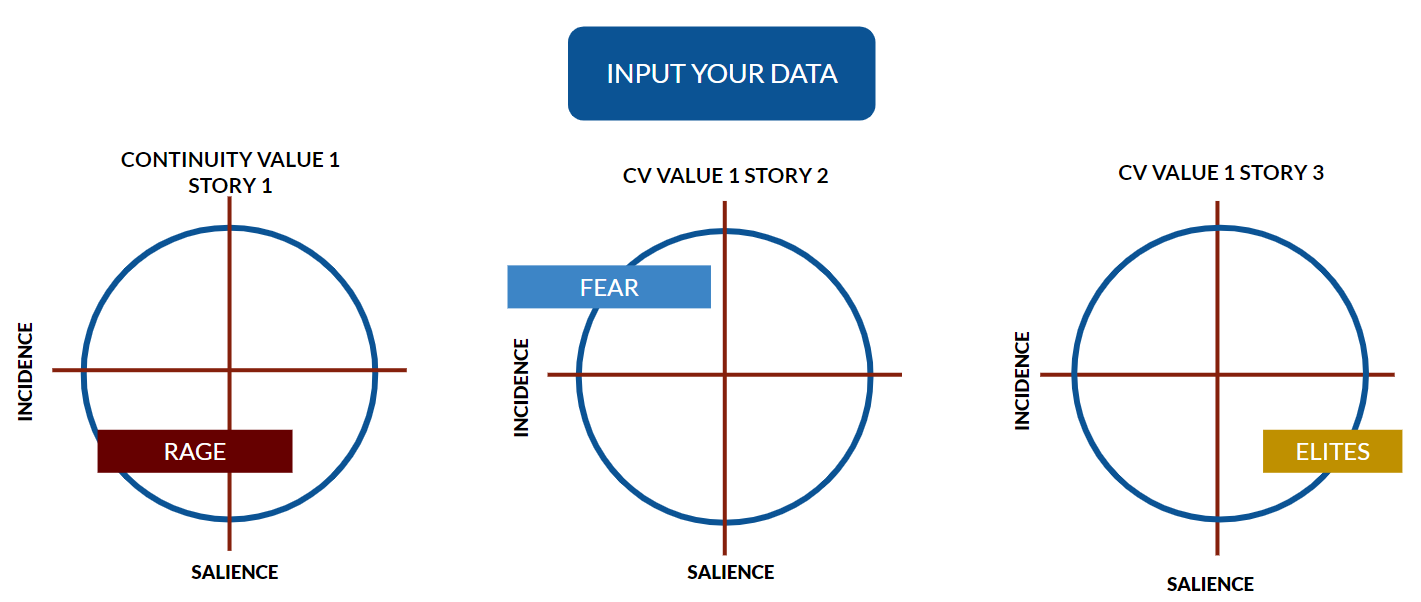 INPUT YOUR DATA
CONTINUITY VALUE 1
STORY 1
INCIDENCE
RAGE
SALIENCE
CV VALUE 1 STORY 2
FEAR
INCIDENCE
SALIENCE
CV VALUE 1 STORY 3
INCIDENCE
ELITES
SALIENCE